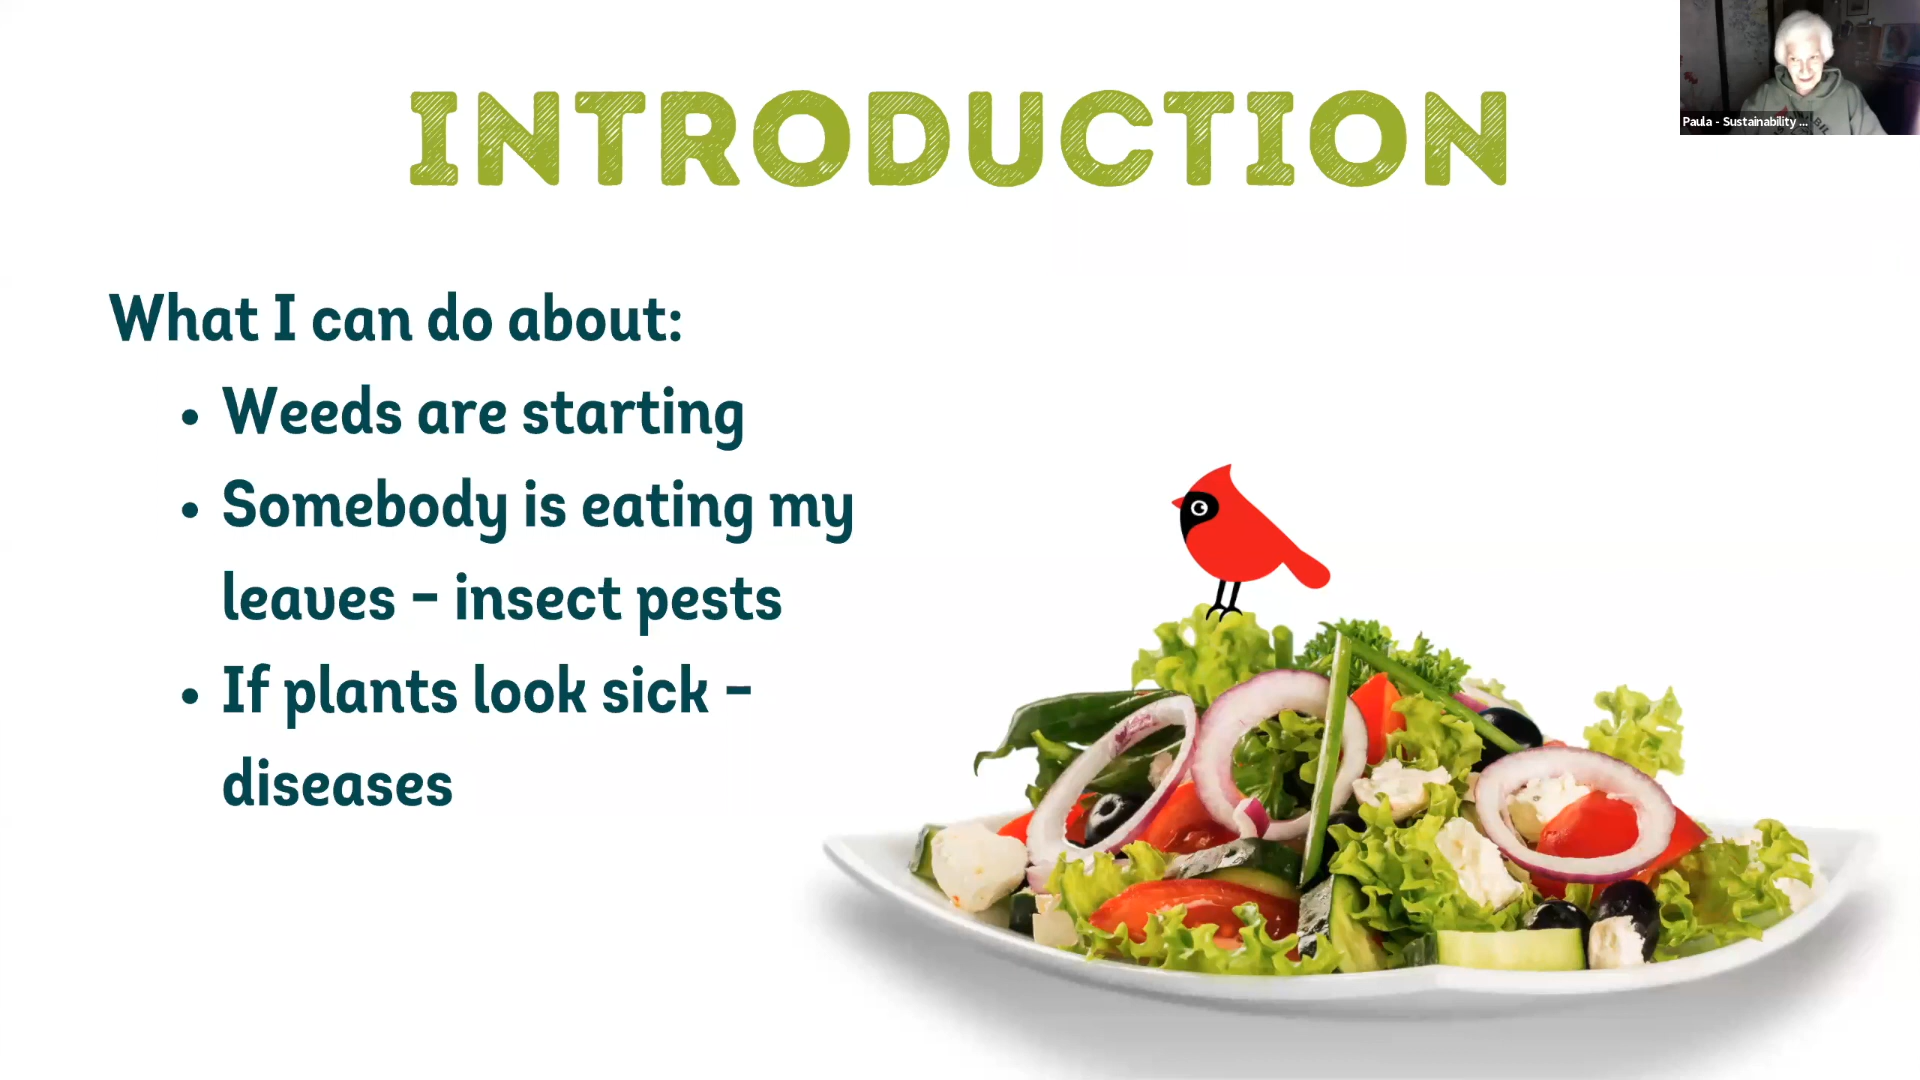 INTRODUCTION
Paula - Sustainability ...
What I can do about:
• Weeds are starting
• Somebody is eating my
leaves - insect pests
• If plants look sick -
diseases